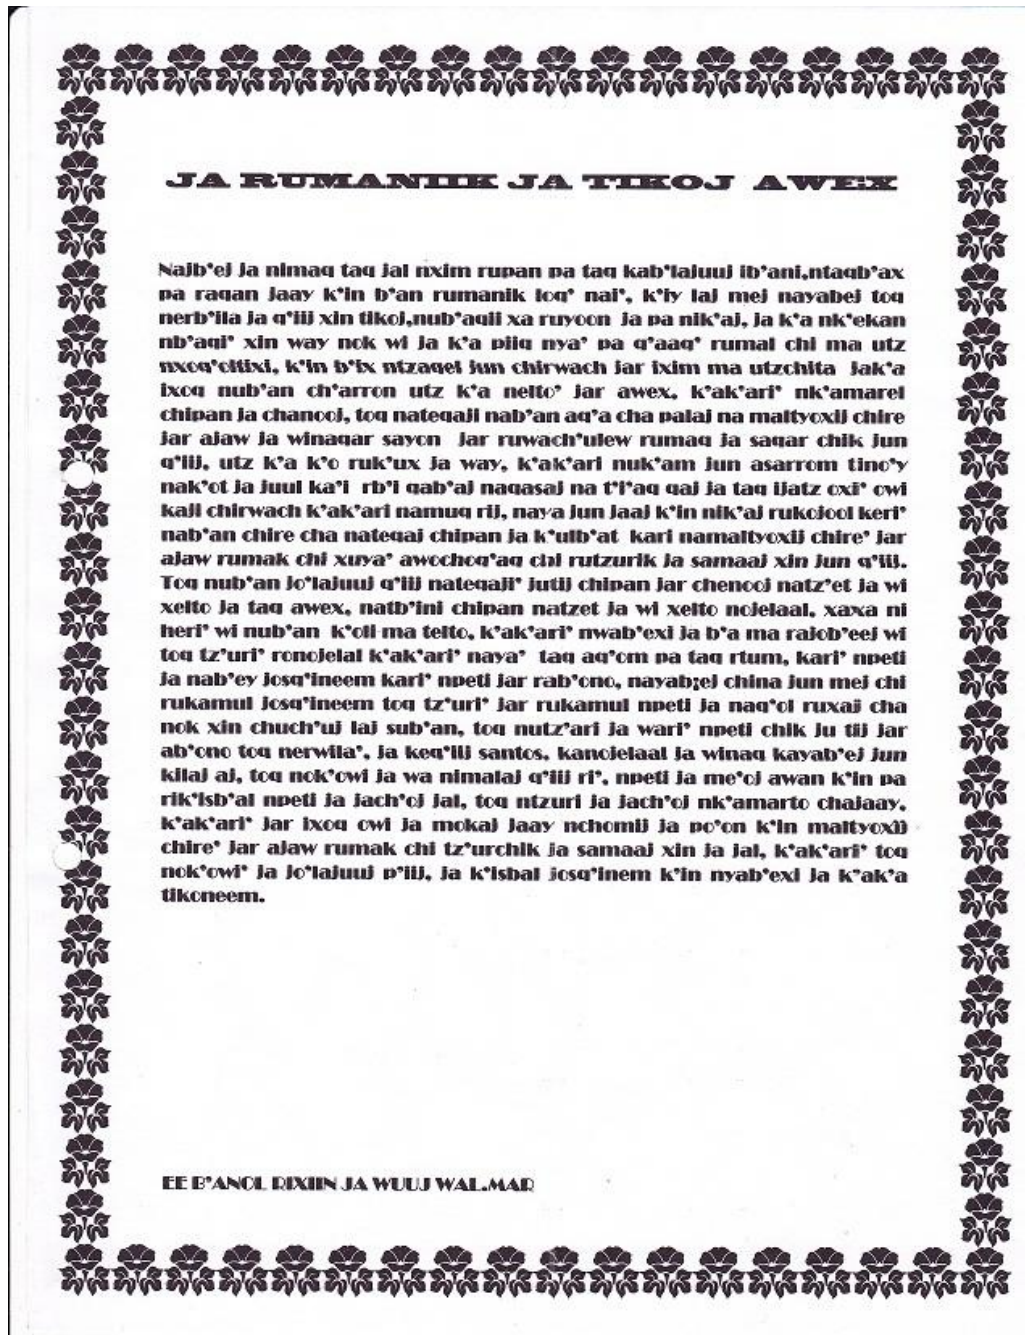 JA RUMANIIK JA TIKOJ AWEX
Najb'ej ja nimaq taq jal nxim rupan pa taq kab'lajuuj ib'ani,ntaqb'ax
pa raqan jaay k'in b'an rumanik loq' nai', k'iy laj mej nayabej toq
nerb'ila ja q'iij xin tikoj,nub'aqii xa ruyoon ja pa nik'aj, ja k'a nk'ekan
nb'aqi' xin way nok wi ja k'a piiq nya' pa q'aaq' rumal chi ma utz
nxoq'oltixi, k'in b'ix ntzaqel jun chirwach jar ixim ma utzchita jak'a
ixoq nub'an ch'arron utz k'a nelto' jar awex, k'ak'ari' nk'amarel
chipan ja chanooj, toq nateqaji nab'an aq'a cha palaj na maltyoxij chire
jar ajaw ja winaqar sayon jar ruwach'ulew rumaq ja saqar chik jun
q'iij, utz k'a k'o ruk'ux ja way, k'ak'ari nuk'am jun asarrom tino'y
nak'ot ja juul ka'i rb'i qab'aj naqasaj na t'i'aq qaj ja taq ijatz oxi' owi
kaji chirwach k'ak'ari namuq rij, naya jun jaaj k'in nik'aj rukojool keri'
nab'an chire cha nateqaj chipan ja k'ulb'at kari namaltyoxij chire' jar
ajaw rumak chi xuya' awochoq'aq chi rutzurik ja samaaj xin jun q'iij.
Toq nub'an jo'lajuuj q'iij nateqaji' jutij chipan jar chenooj natz'et ja wi
xelto ja taq awex, natb'ini chipan natzet ja wi xelto nojelaal, xaxa ni
heri' wi nub'an k'oli ma telto, k'ak'ari' nwab'exi ja b'a ma rajob'eej wi
toq tz'uri' ronojelal k'ak'ari' naya' taq aq'om pa taq rtum, kari' npeti
ja nab'ey josq'ineem kari' npeti jar rab'ono, nayab;ej china jun mej chi
rukamul josq'ineem toq tz'uri' jar rukamul npeti ja naq'ol ruxaji cha
nok xin chuch'uj laj sub'an, toq nutz'ari ja wari' npeti chik ju tij jar
ab'ono toq nerwila', ja keq'iij santos, kanojelaal ja winaq kayab'ej jun
kilaj aj, toq nok'owi ja wa nimalaj q'iij ri', npeti ja me'oj awan k'in pa
rik'isb'al npeti ja jach'oj jal, toq ntzuri ja jach'oj nk'amarto chajaay,
k'ak'ari' jar ixoq owi ja mokaj jaay nchomij ja po'on k'in maltyoxij
chire' jar ajaw rumak chi tz'urchik ja samaaj xin ja jal, k'ak'ari' toq
nok'owi' ja jo'lajuuj p'iij, ja k'isbal josq'inem k'in nyab'exi ja k'ak'a
tikoneem.
EE B'ANOL RIXIIN JA WUUJ WAL.MAR